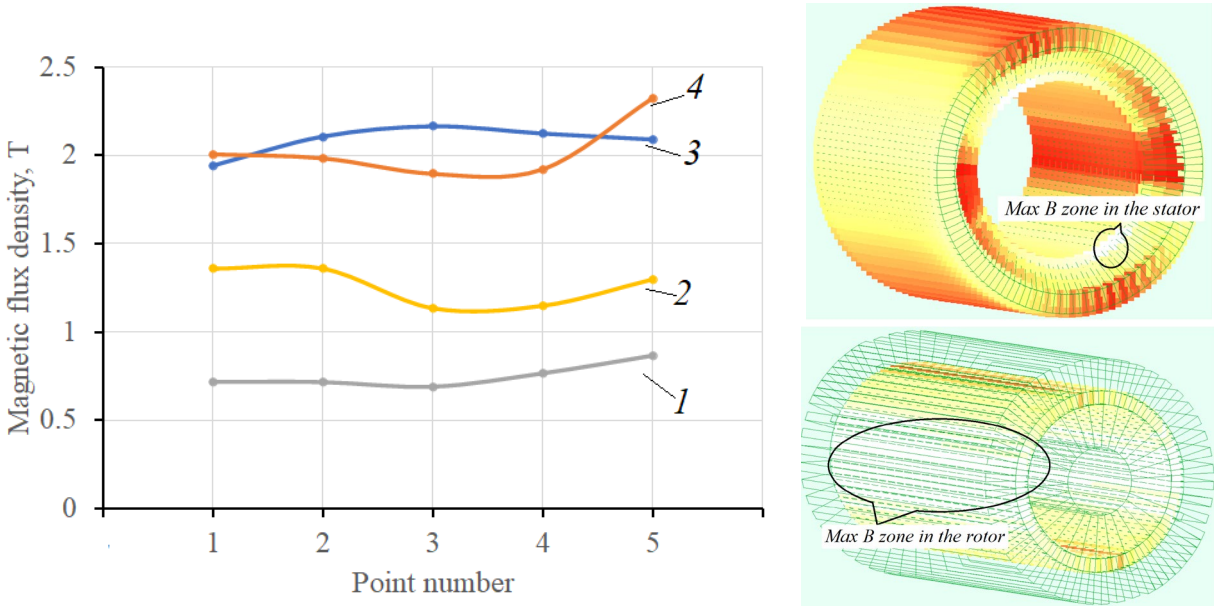 Magnetic flux density, T
2.5
2
1.5
1
0.5
0
1 2 3 4 5
Point number
4
3
2
1
Max B zone in the stator
Max B zone in the rotor